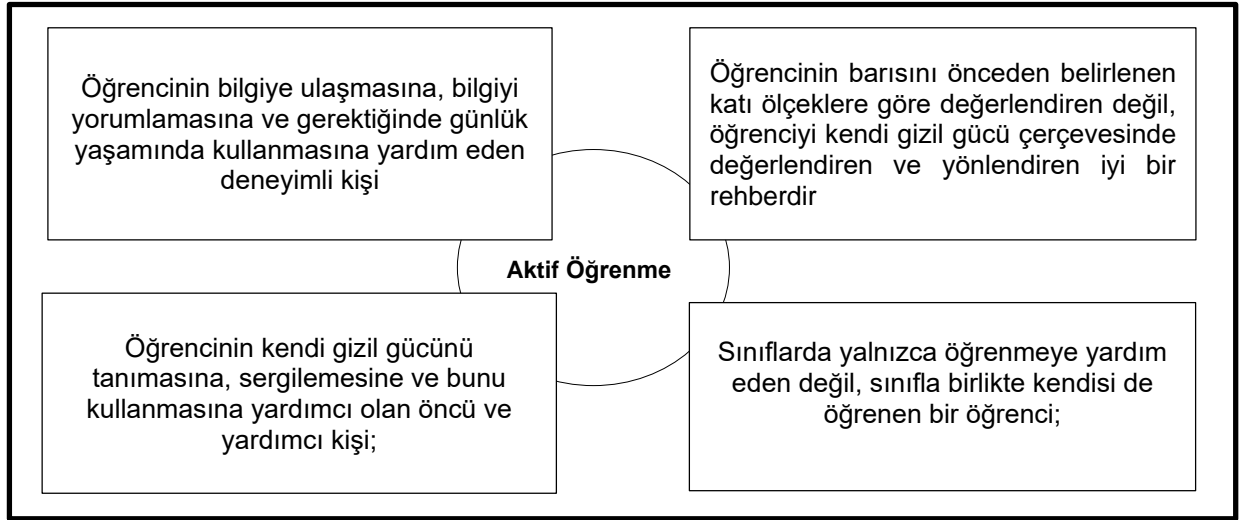 Öğrencinin bilgiye ulaşmasına, bilgiyi
yorumlamasına ve gerektiğinde günlük
yaşamında kullanmasına yardım eden
deneyimli kişi
Öğrencinin barısını önceden belirlenen
katı ölçeklere göre değerlendiren değil,
öğrenciyi kendi gizil gücü çerçevesinde
değerlendiren ve yönlendiren iyi bir
rehberdir
Aktif Öğrenme
Öğrencinin kendi gizil gücünü
tanımasına, sergilemesine ve bunu
kullanmasına yardımcı olan öncü ve
yardımcı kişi;
Sınıflarda yalnızca öğrenmeye yardım
eden değil, sınıfla birlikte kendisi de
öğrenen bir öğrenci;